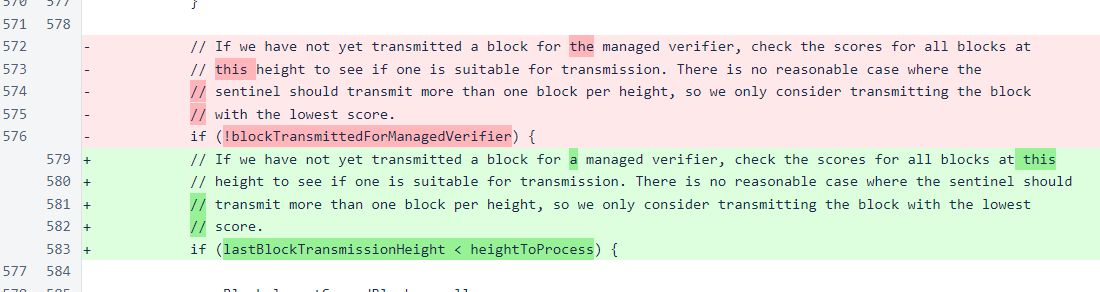 570 577 }
571 578
572 - // If we have not yet transmitted a block for the managed verifier, check the scores for all blocks at
573 - // this height to see if one is suitable for transmission. There is no reasonable case where the
574 - // sentinel should transmit more than one block per height, so we only consider transmitting the block
575 - // with the lowest score.
576 - if (!blockTransmittedForManagedVerifier) {
579 + // If we have not yet transmitted a block for a managed verifier, check the scores for all blocks at this
580 + // height to see if one is suitable for transmission. There is no reasonable case where the sentinel should
581 + // transmit more than one block per height, so we only consider transmitting the block with the lowest
582 + // score.
583 + if (lastBlockTransmissionHeight < heightToProcess) {
577 584